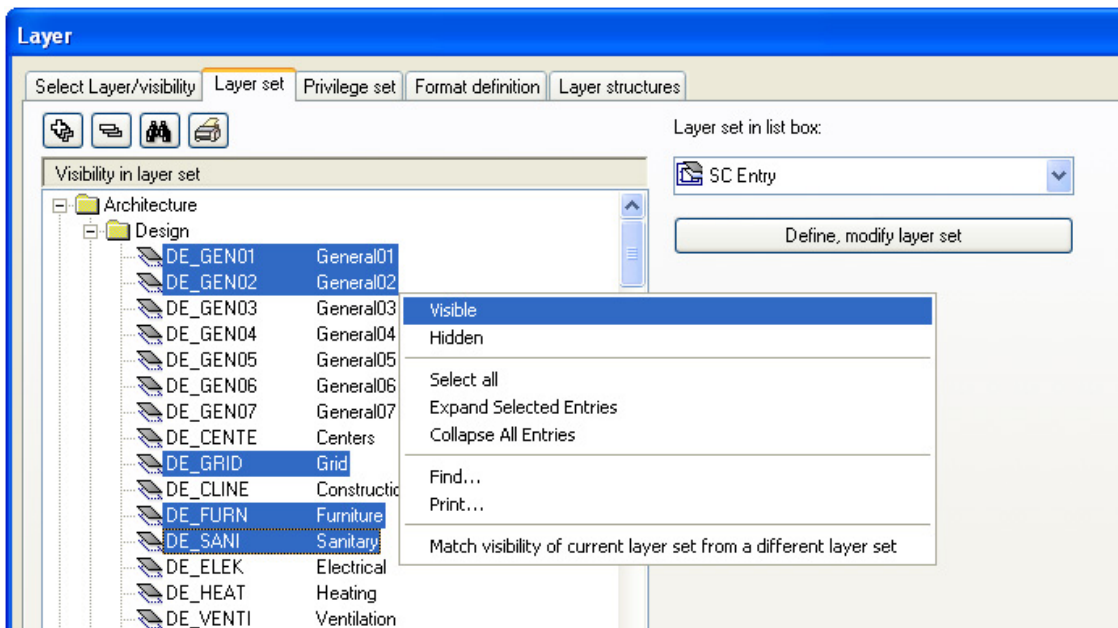 Layer
Select Layer/visibility Layer set Privilege set Format definition Layer structures
Layer set in list box:
Visibility in layer set
SC Entry
Define, modify layer set
Architecture
Design
DE_GEN01 General01
DE_GEN02 General02
DE_GEN03 General03
DE_GEN04 General04
DE_GEN05 General05
DE_GEN06 General06
DE_GEN07 General07
DE_CENTE Centers
DE_GRID Grid
DE_CLINE Constructio
DE_FURN Furniture
DE_SANI Sanitary
DE_ELEK Electrical
DE_HEAT Heating
DE_VENTI Ventilation
Visible
Hidden
Select all
Expand Selected Entries
Collapse All Entries
Find...
Print...
Match visibility of current layer set from a different layer set